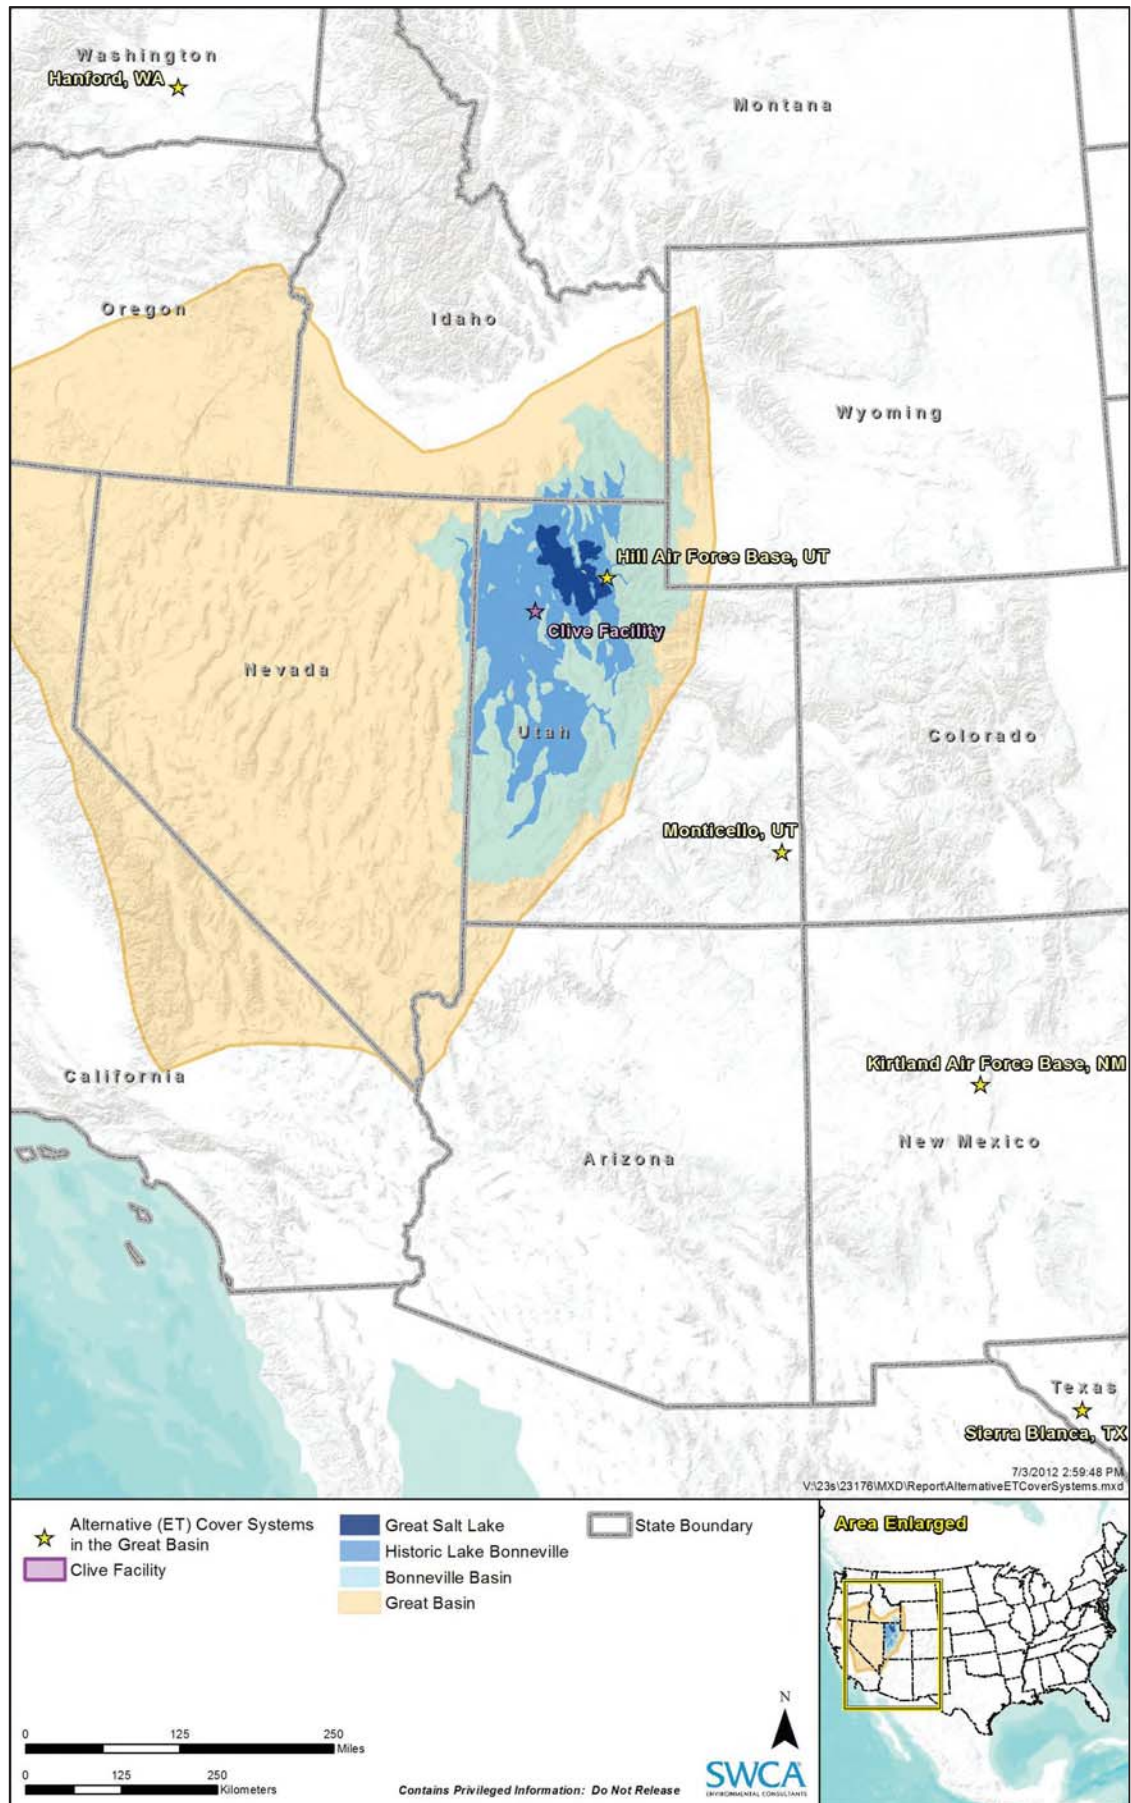 Washington
Hanford, WA
Montana
Oregon
Idaho
Wyoming
Hill Air Force Base, UT
Clive Facility
Nevada
Utah
Colorado
Monticello, UT
Kirtland Air Force Base, NM
California
New Mexico
Arizona
Texas
Sierra Blanca, TX
7/3/2012 2:59:48 PM
V:\23s\23176\MXD\Report\AlternativeETCoverSystems.mxd
Alternative (ET) Cover Systems
in the Great Basin
Clive Facility
Great Salt Lake
Historic Lake Bonneville
Bonneville Basin
Great Basin
State Boundary
Area Enlarged
0 125 250
Miles
0 125 250
Kilometers
Contains Privileged Information: Do Not Release
N
SWCA
ENVIRONMENTAL CONSULTANTS